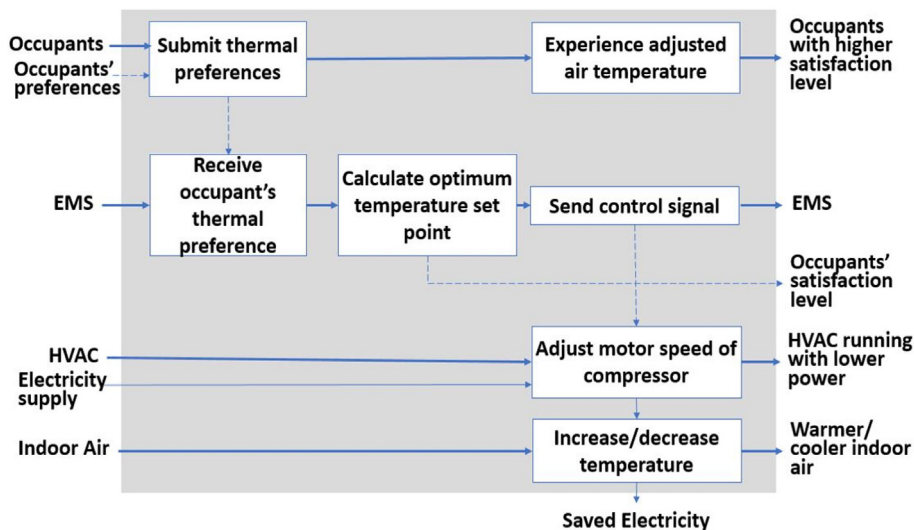 Occupants
Occupants'
preferences
Submit thermal
preferences
Experience adjusted
air temperature
Occupants
with higher
satisfaction
level
EMS
Receive
occupant's
thermal
preference
Calculate optimum
temperature set
point
Send control signal
EMS
Occupants'
satisfaction
level
HVAC
Electricity
supply
Adjust motor speed of
compressor
HVAC running
with lower
power
Indoor Air
Increase/decrease
temperature
Warmer/
cooler indoor
air
Saved Electricity